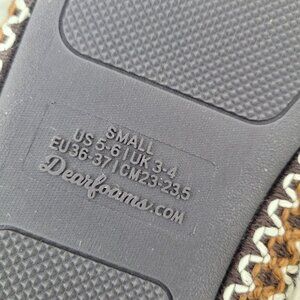 SMALL
US 5-6 | UK 3-4
EU 36-37 | CM 23-23.5
Dearfoams.COM